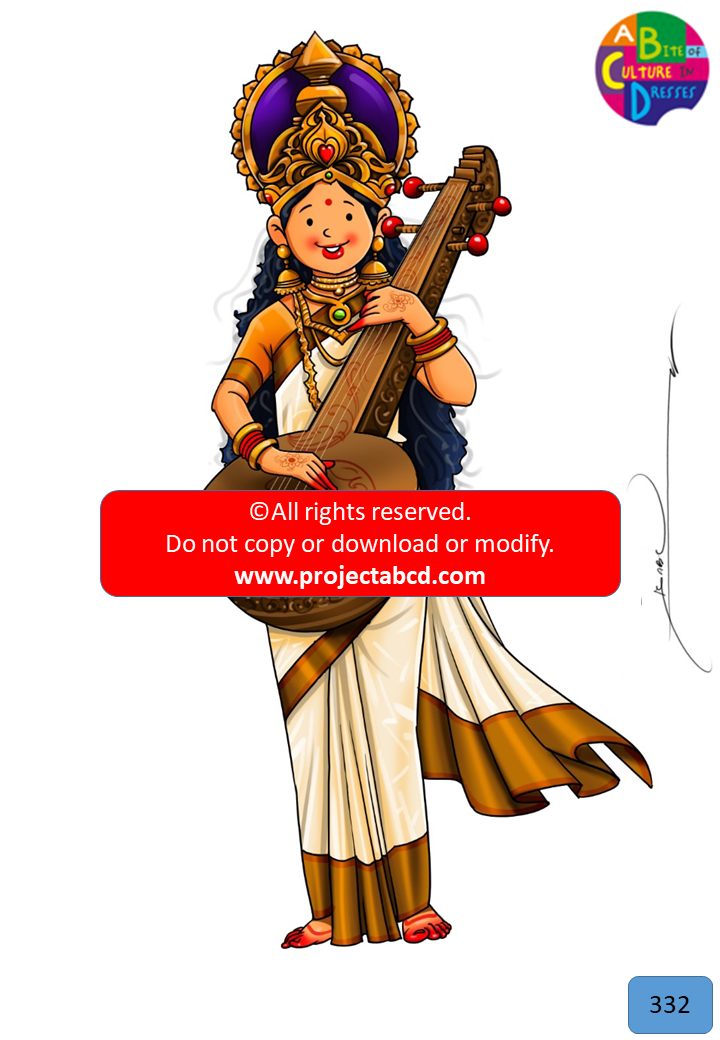 A
BITE OF
CULTURE IN
DRESSES
©All rights reserved.
Do not copy or download or modify.
www.projectabcd.com
332